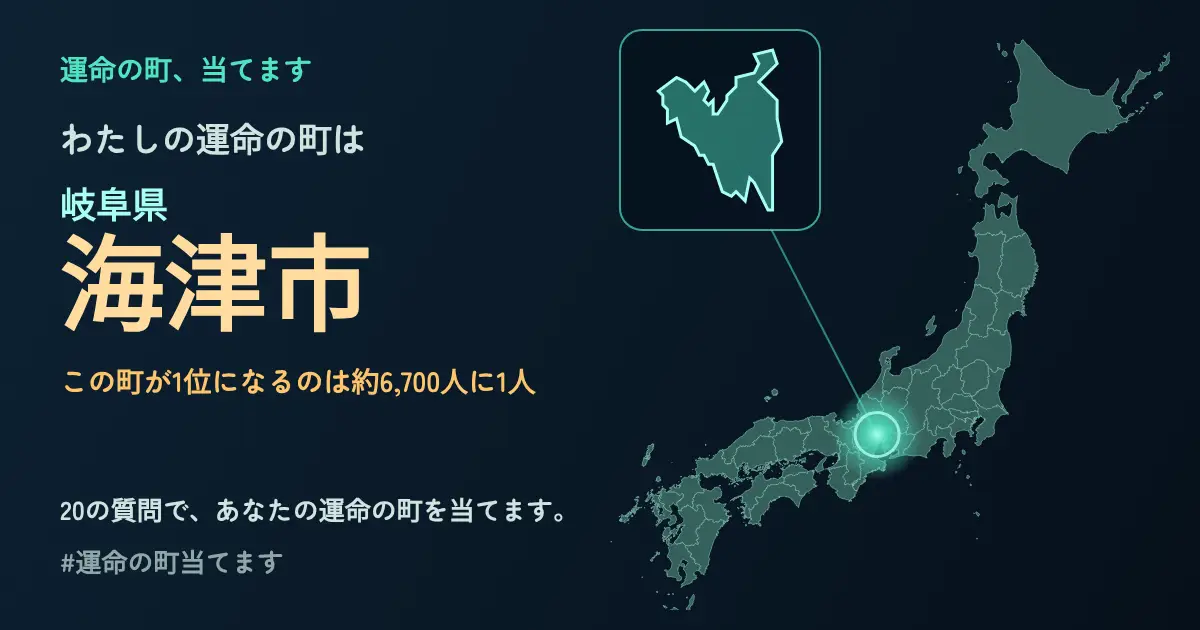 運命の町、当てます
わたしの運命の町は
岐阜県
海津市
この町が1位になるのは約6,700人に1人
20の質問で、あなたの運命の町を当てます。
#運命の町当てます